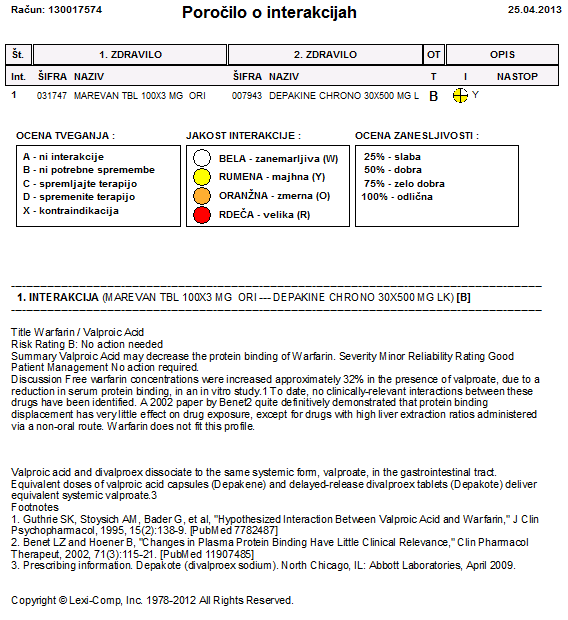 Račun: 130017574
Poročilo o interakcijah
25.04.2013
Št. 1. ZDRAVILO 2. ZDRAVILO OT OPIS
Int. ŠIFRA NAZIV ŠIFRA NAZIV T I NASTOP
1 031747 MAREVAN TBL 100X3 MG ORI 007943 DEPAKINE CHRONO 30X500 MG L B Y
OCENA TVEGANJA :
A - ni interakcije
B - ni potrebne spremembe
C - spremljajte terapijo
D - spremenite terapijo
X - kontraindikacija
JAKOST INTERAKCIJE :
BELA - zanemarljiva (W)
RUMENA - majhna (Y)
ORANŽNA - zmerna (O)
RDEČA - velika (R)
OCENA ZANESLJIVOSTI :
25% - slaba
50% - dobra
75% - zelo dobra
100% - odlična
1. INTERAKCIJA (MAREVAN TBL 100X3 MG ORI --- DEPAKINE CHRONO 30X500 MG LK) [B]
Title Warfarin / Valproic Acid
Risk Rating B: No action needed
Summary Valproic Acid may decrease the protein binding of Warfarin. Severity Minor Reliability Rating Good
Patient Management No action required.
Discussion Free warfarin concentrations were increased approximately 32% in the presence of valproate, due to a
reduction in serum protein binding, in an in vitro study.1 To date, no clinically-relevant interactions between these
drugs have been identified. A 2002 paper by Benet2 quite definitively demonstrated that protein binding
displacement has very little effect on drug exposure, except for drugs with high liver extraction ratios administered
via a non-oral route. Warfarin does not fit this profile.
Valproic acid and divalproex dissociate to the same systemic form, valproate, in the gastrointestinal tract.
Equivalent doses of valproic acid capsules (Depakene) and delayed-release divalproex tablets (Depakote) deliver
equivalent systemic valproate.3
Footnotes
1. Guthrie SK, Stoysich AM, Bader G, et al, "Hypothesized Interaction Between Valproic Acid and Warfarin," J Clin
Psychopharmacol, 1995, 15(2):138-9. [PubMed 7782487]
2. Benet LZ and Hoener B, "Changes in Plasma Protein Binding Have Little Clinical Relevance," Clin Pharmacol
Therapeut, 2002, 71(3):115-21. [PubMed 11907485]
3. Prescribing information. Depakote (divalproex sodium). North Chicago, IL: Abbott Laboratories, April 2009.
Copyright © Lexi-Comp, Inc. 1978-2012 All Rights Reserved.